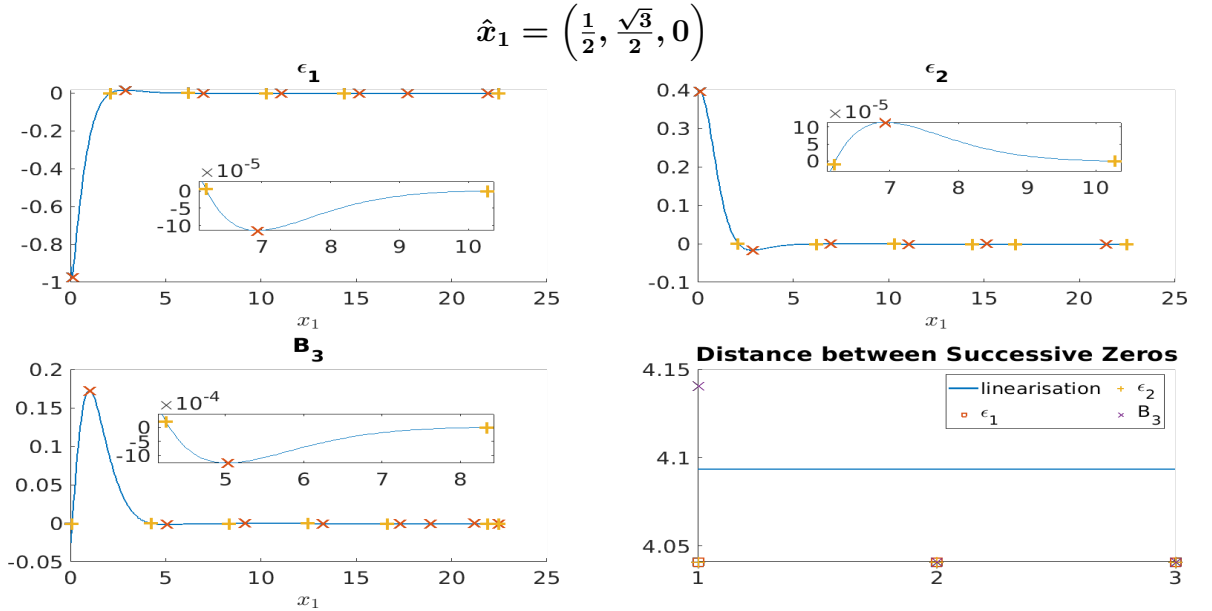 x̂₁ = (1/2, √3/2, 0)
ϵ₁
0
-0.2
-0.4
-0.6
-0.8
-1
0 5 10 15 20 25
x₁
×10⁻⁵
0
-5
-10
7 8 9 10
ϵ₂
0.4
0.3
0.2
0.1
0
-0.1
0 5 10 15 20 25
x₁
×10⁻⁵
10
5
0
7 8 9 10
B₃
0.2
0.15
0.1
0.05
0
-0.05
0 5 10 15 20 25
x₁
×10⁻⁴
0
-5
-10
5 6 7 8
Distance between Successive Zeros
4.15
4.1
4.05
1 2 3
linearisation
ϵ₁
ϵ₂
B₃